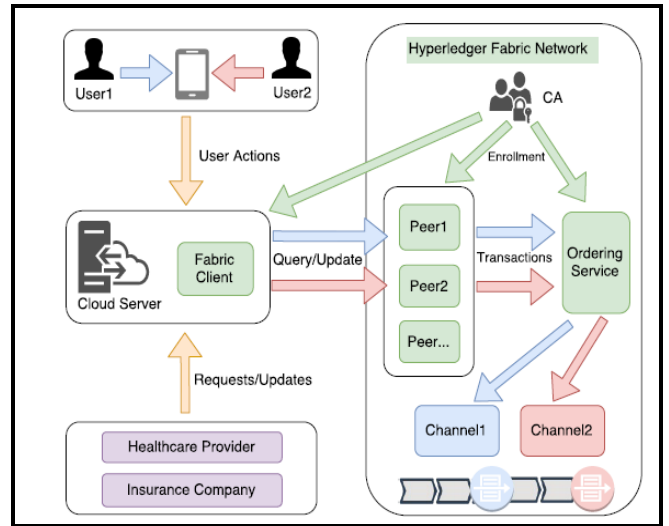 Hyperledger Fabric Network
User1
User2
CA
User Actions
Enrollment
Fabric
Client
Cloud Server
Query/Update
Peer1
Peer2
Peer...
Transactions
Ordering
Service
Requests/Updates
Healthcare Provider
Insurance Company
Channel1
Channel2